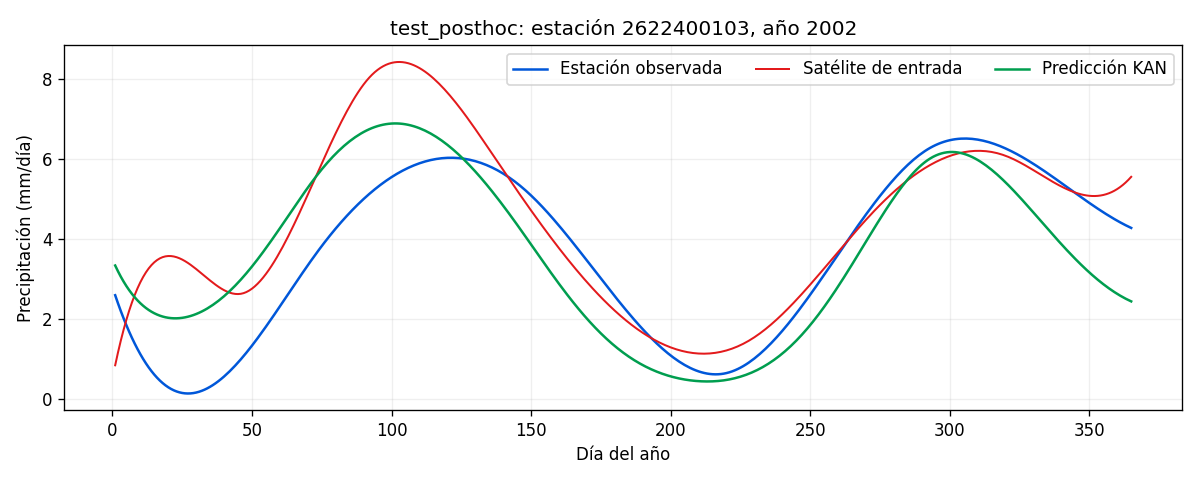 test_posthoc: estación 2622400103, año 2002
Estación observada
Satélite de entrada
Predicción KAN
Precipitación (mm/día)
8
6
4
2
0
0
50
100
150
200
250
300
350
Día del año